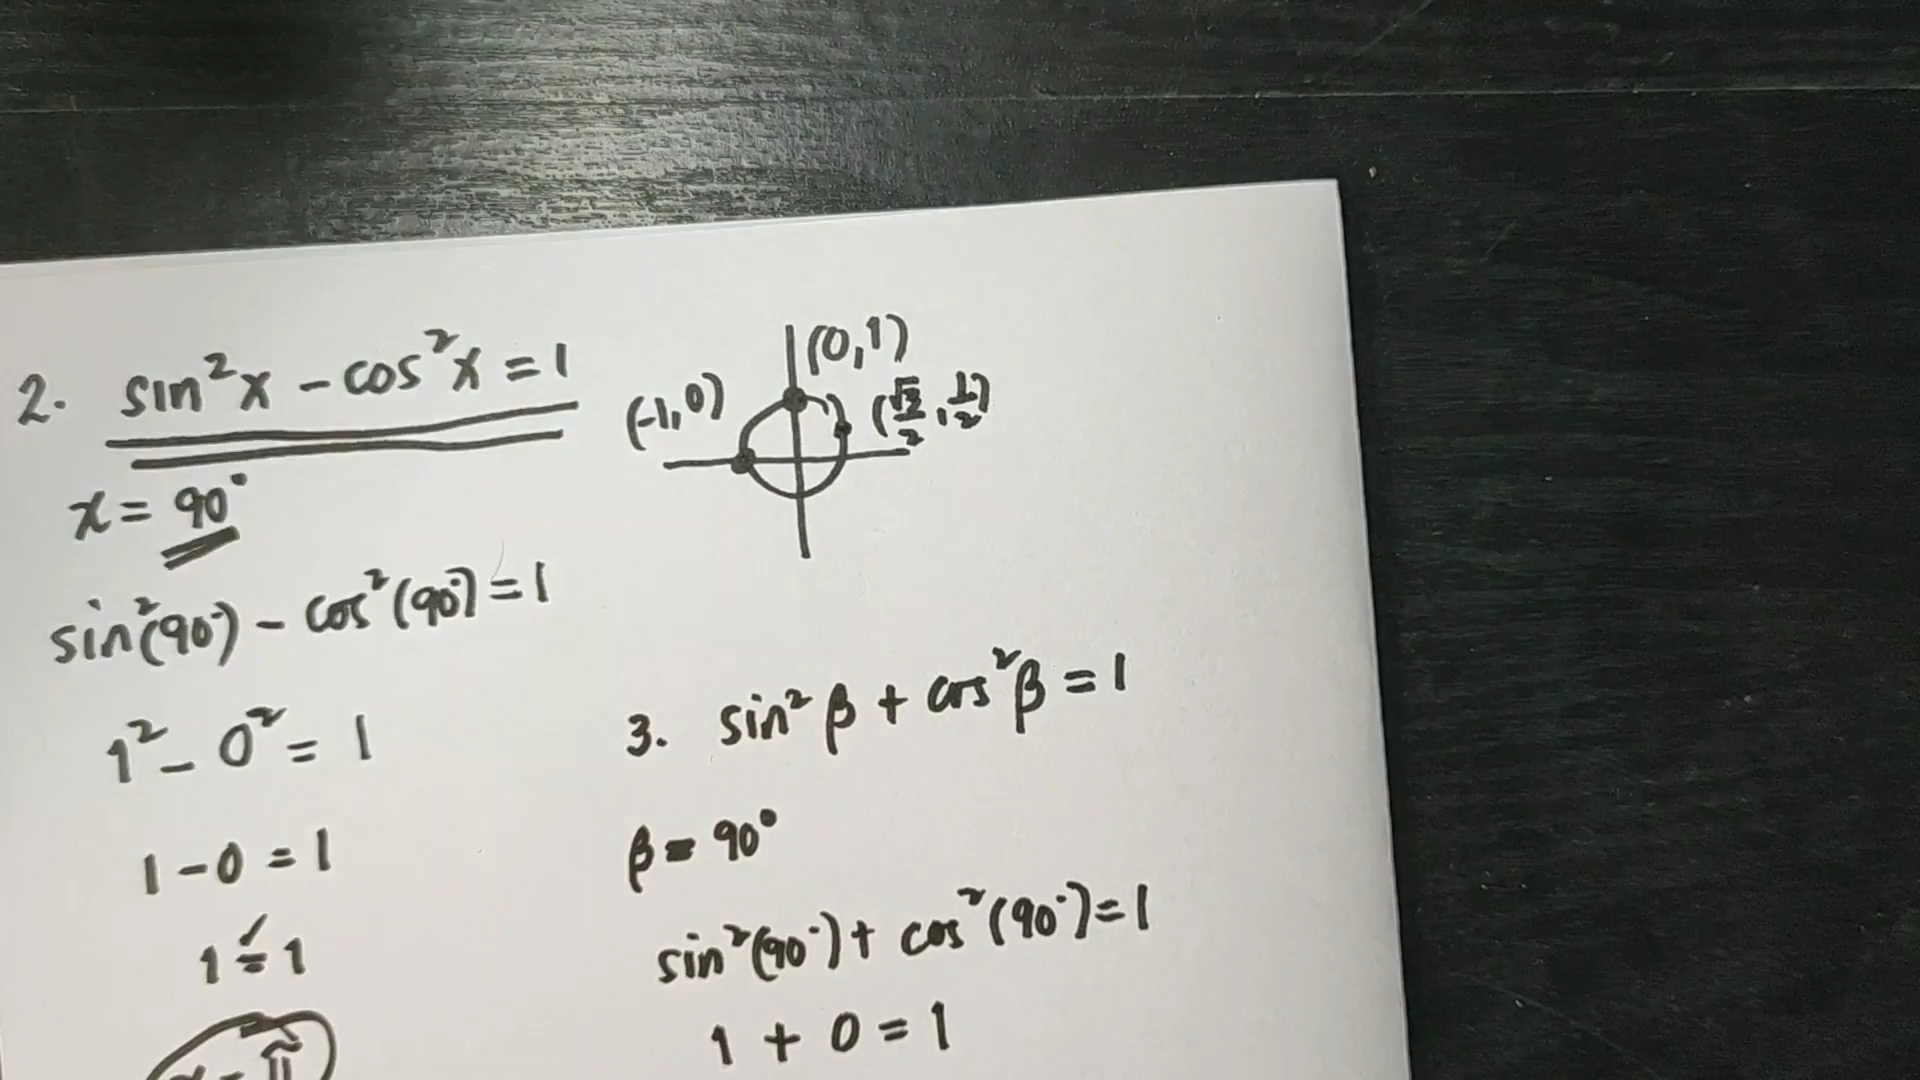 2. sin²x - cos²x = 1
(0,1)
(-1,0)
(√3/2, 1/2)
x = 90°
sin²(90°) - cos²(90°) = 1
1² - 0² = 1
1 - 0 = 1
1 = 1
3. sin²β + cos²β = 1
β = 90°
sin²(90°) + cos²(90°) = 1
1 + 0 = 1